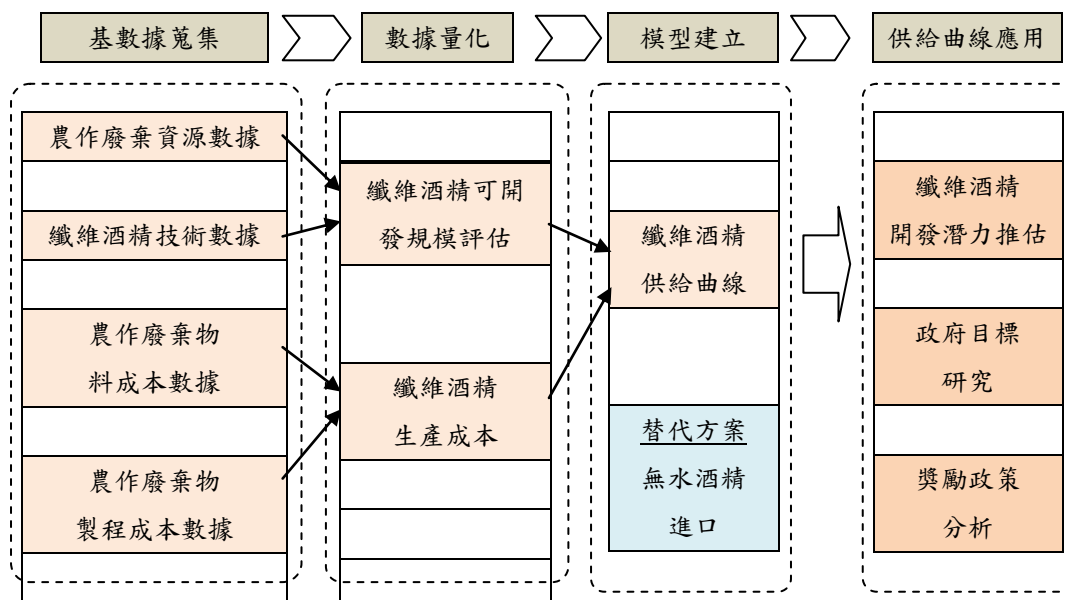 基數據蒐集
數據量化
模型建立
供給曲線應用
農作廢棄資源數據
纖維酒精技術數據
農作廢棄物
料成本數據
農作廢棄物
製程成本數據
纖維酒精可開
發規模評估
纖維酒精
生產成本
纖維酒精
供給曲線
替代方案
無水酒精
進口
纖維酒精
開發潛力推估
政府目標
研究
獎勵政策
分析